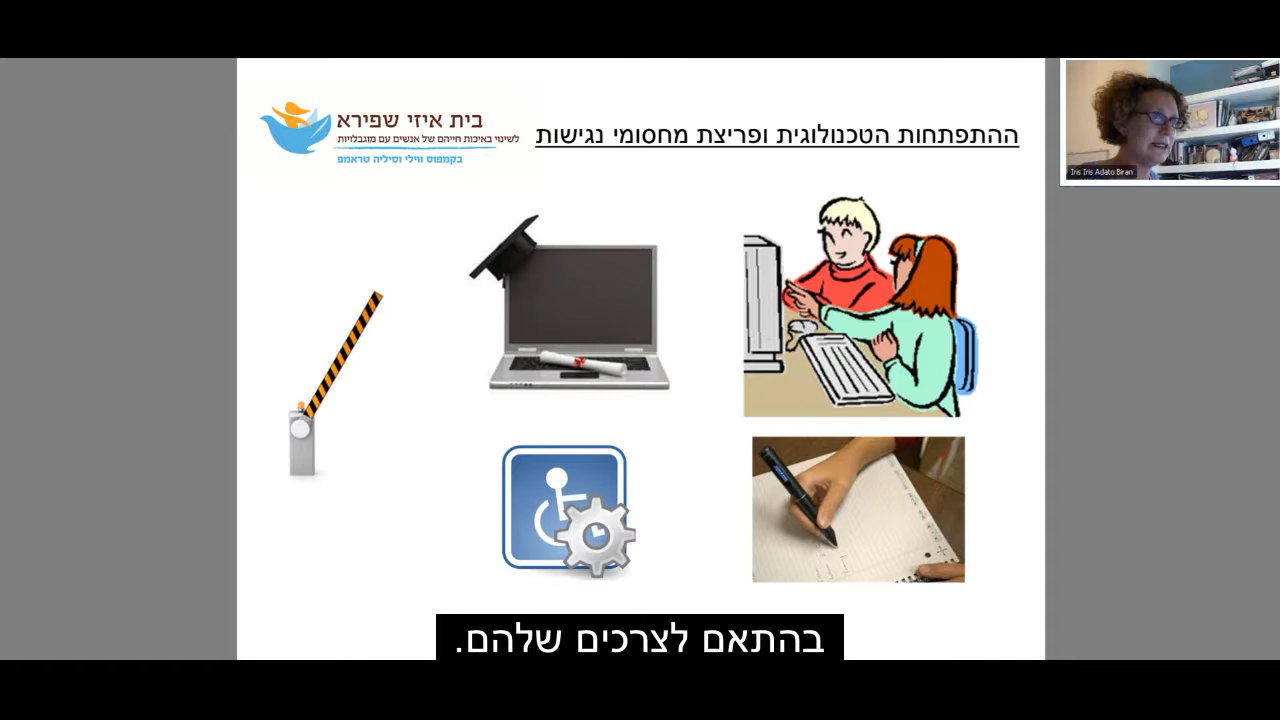 בית איזי שפירא
לשינוי באיכות חייהם של אנשים עם מוגבלויות
בקמפוס ווילי וסיליה טראמפ
ההתפתחות הטכנולוגית ופריצת מחסומי נגישות
Iris Iris Adato Biran
בהתאם לצרכים שלהם.